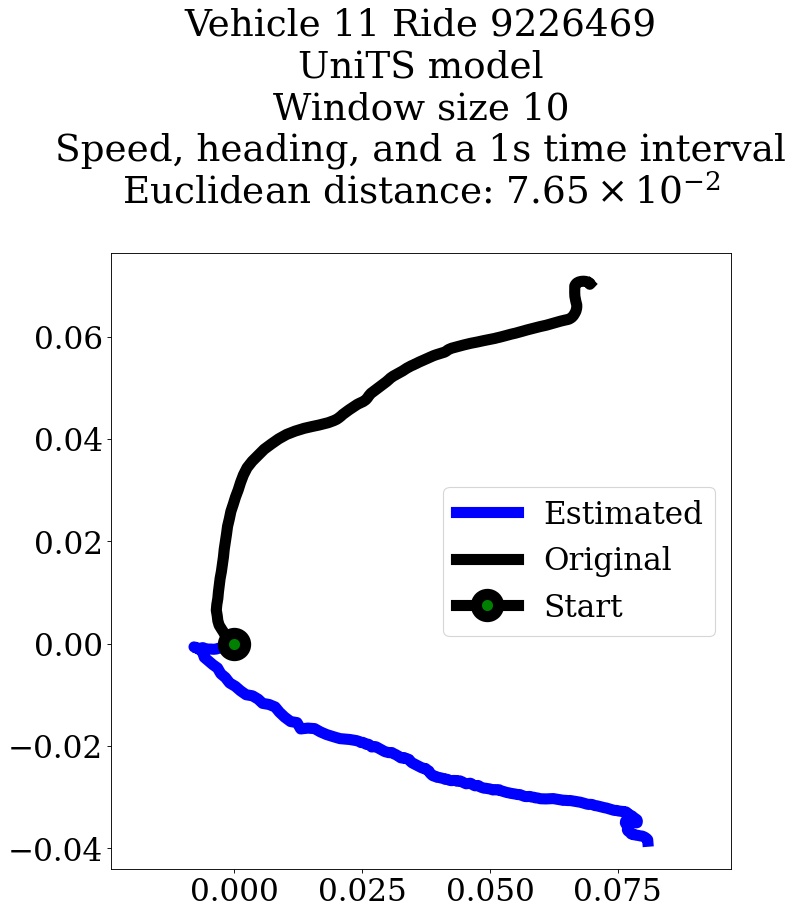 Vehicle 11 Ride 9226469
UniTS model
Window size 10
Speed, heading, and a 1s time interval
Euclidean distance: 7.65 × 10⁻²
0.06
0.04
0.02
0.00
−0.02
−0.04
Estimated
Original
Start
0.000 0.025 0.050 0.075